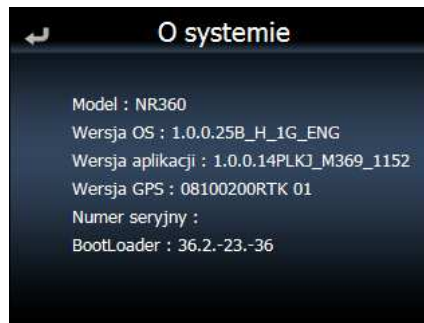 O systemie
Model : NR360
Wersja OS : 1.0.0.25B_H_1G_ENG
Wersja aplikacji : 1.0.0.14PLKJ_M369_1152
Wersja GPS : 08100200RTK 01
Numer seryjny :
BootLoader : 36.2.-23.-36